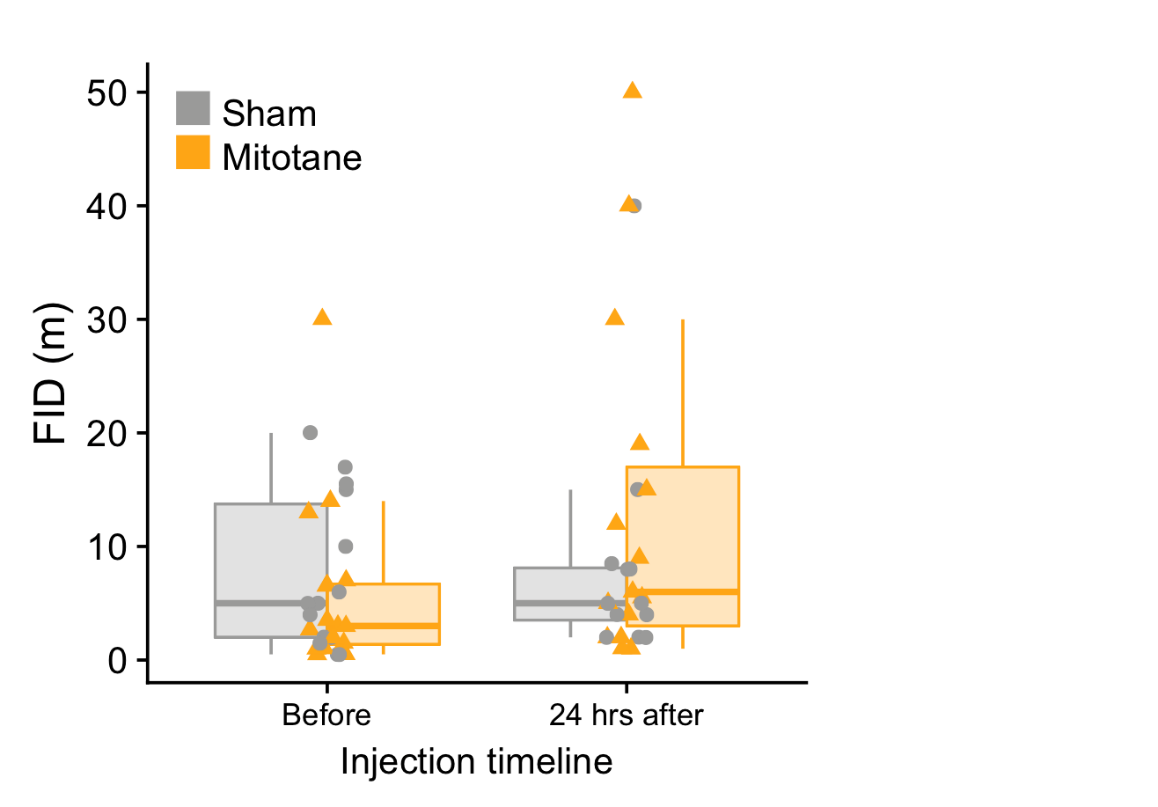 50
40
30
20
10
0
FID (m)
Sham
Mitotane
Before
24 hrs after
Injection timeline